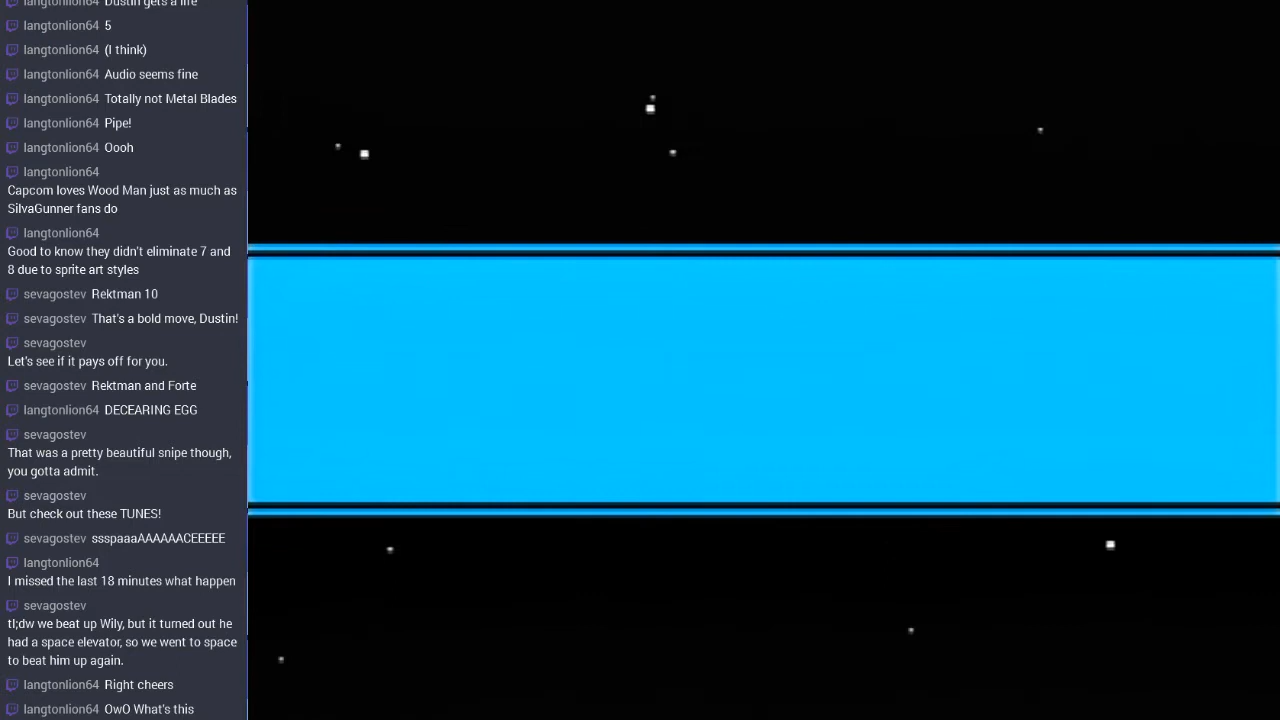 langtonlion64 Dustin gets a life
langtonlion64 5
langtonlion64 (I think)
langtonlion64 Audio seems fine
langtonlion64 Totally not Metal Blades
langtonlion64 Pipe!
langtonlion64 Oooh
langtonlion64
Capcom loves Wood Man just as much as
SilvaGunner fans do
langtonlion64
Good to know they didn't eliminate 7 and
8 due to sprite art styles
sevagostev Rektman 10
sevagostev That's a bold move, Dustin!
sevagostev
Let's see if it pays off for you.
sevagostev Rektman and Forte
langtonlion64 DECEARING EGG
sevagostev
That was a pretty beautiful snipe though,
you gotta admit.
sevagostev
But check out these TUNES!
sevagostev ssspaaaAAAAAACEEEEE
langtonlion64
I missed the last 18 minutes what happen
sevagostev
tl;dw we beat up Wily, but it turned out he
had a space elevator, so we went to space
to beat him up again.
langtonlion64 Right cheers
langtonlion64 OwO What's this